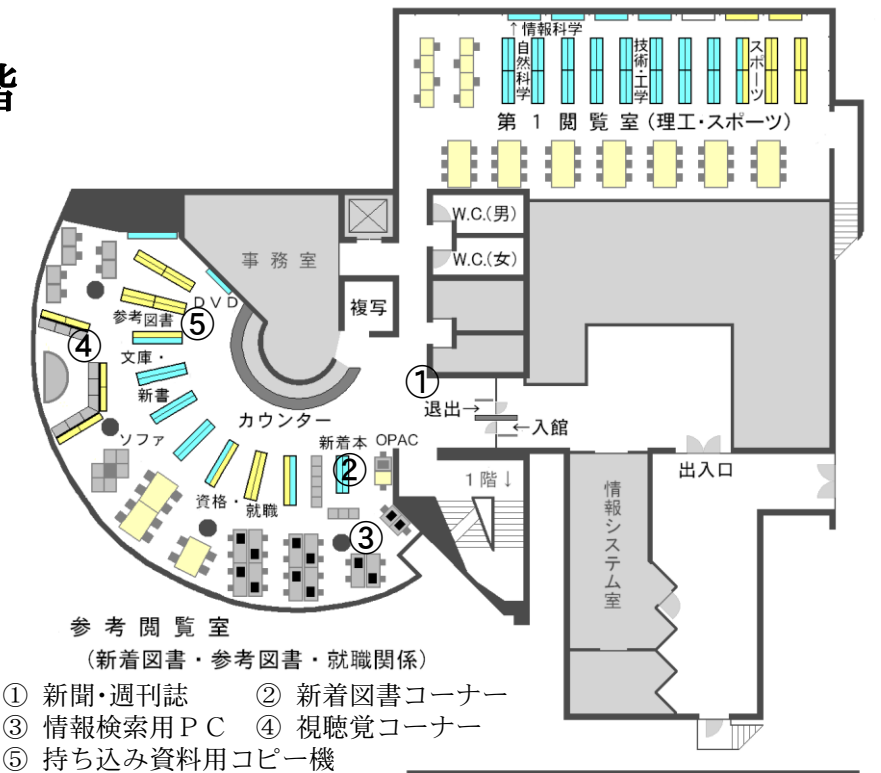 階
↑情報科学
自然科学
技術・工学
スポーツ
第1閲覧室(理工・スポーツ)
W.C.(男)
W.C.(女)
事務室
複写
DVD
参考図書
⑤
④
文庫・
新書
①
退出→
←入館
カウンター
ソファ
新着本
OPAC
②
1階↓
出入口
資格・就職
③
情報システム室
参考閲覧室
(新着図書・参考図書・就職関係)
① 新聞・週刊誌 ② 新着図書コーナー
③ 情報検索用PC ④ 視聴覚コーナー
⑤ 持ち込み資料用コピー機